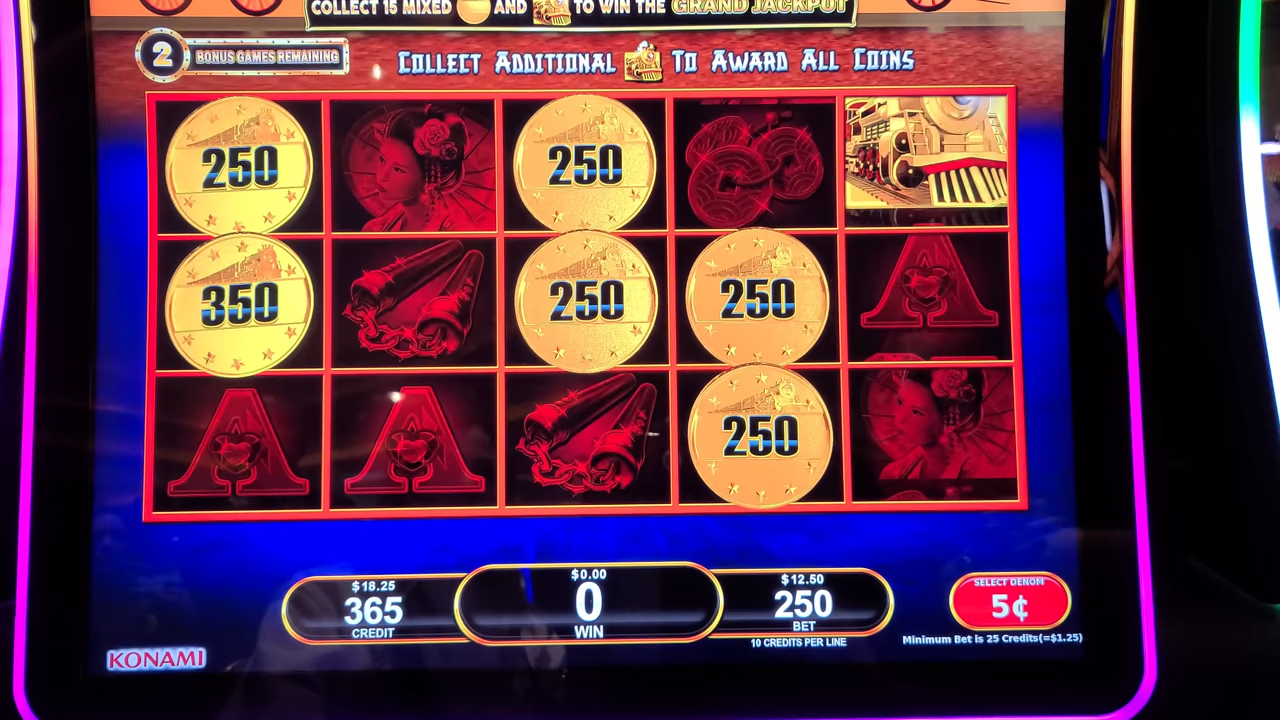 COLLECT 15 MIXED AND TO WIN THE GRAND JACKPOT
2 BONUS GAMES REMAINING
COLLECT ADDITIONAL TO AWARD ALL COINS
250 250
350 250 250
A
A A 250
$18.25
365
CREDIT
$0.00
0
WIN
$12.50
250
BET
10 CREDITS PER LINE
SELECT DENOM
5¢
Minimum Bet is 25 Credits(=$1.25)
KONAMI